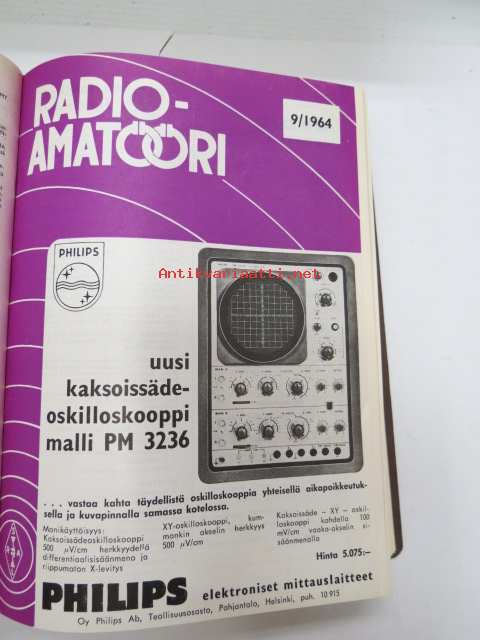 RADIO-
AMATÖÖRI
9/1964
PHILIPS
Antikvariaatti.net
uusi
kaksoissäde-
oskilloskooppi
malli PM 3236
... vastaa kahta täydellistä oskilloskooppia yhteisellä aikapoikkeutuk-
sella ja kuvapinnalla samassa kotelossa.
Monikäyttöisyys:
Kaksoissädeoskilloskooppi
500 µV/cm herkkyydellä
differentiaalisisäänmeno ja
riippumaton X-levitys
XY-oskilloskooppi, kum-
mankin akselin herkkyys
500 µV/cm
Kaksoissäde – XY – oskil-
loskooppi kahdella 100
mV/cm vaaka-akselin si-
säänmenolla
Hinta 5.075:–
PHILIPS elektroniset mittauslaitteet
Oy Philips Ab, Teollisuusosasto, Pohjantalo, Helsinki, puh. 10 915